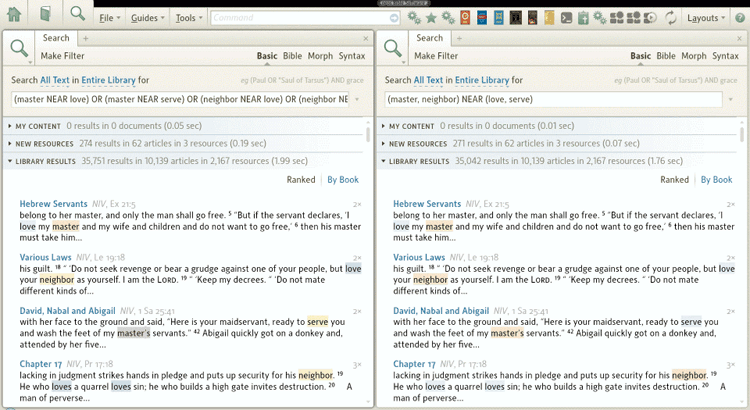 File Guides Tools Command Layouts
Search
Make Filter Basic Bible Morph Syntax
Search All Text in Entire Library for eg (Paul OR "Saul of Tarsus") AND grace
(master NEAR love) OR (master NEAR serve) OR (neighbor NEAR love) OR (neighbor NE
MY CONTENT 0 results in 0 documents (0.05 sec)
NEW RESOURCES 274 results in 62 articles in 3 resources (0.19 sec)
LIBRARY RESULTS 35,751 results in 10,139 articles in 2,167 resources (1.99 sec)
Ranked By Book
Hebrew Servants NIV, Ex 21:5 2×
belong to her master, and only the man shall go free. 5 “But if the servant declares, ‘I
love my master and my wife and children and do not want to go free,’ 6 then his master
must take him...
Various Laws NIV, Le 19:18 2×
his guilt. 18 “ ‘Do not seek revenge or bear a grudge against one of your people, but love
your neighbor as yourself. I am the LORD. 19 “ ‘Keep my decrees. “ ‘Do not mate
different kinds of...
David, Nabal and Abigail NIV, 1 Sa 25:41 2×
with her face to the ground and said, “Here is your maidservant, ready to serve you
and wash the feet of my master’s servants.” 42 Abigail quickly got on a donkey and,
attended by her five...
Chapter 17 NIV, Pr 17:18 3×
lacking in judgment strikes hands in pledge and puts up security for his neighbor. 19
He who loves a quarrel loves sin; he who builds a high gate invites destruction. 20 A
man of perverse...
Search
Make Filter Basic Bible Morph Syntax
Search All Text in Entire Library for eg (Paul OR "Saul of Tarsus") AND grace
(master, neighbor) NEAR (love, serve)
MY CONTENT 0 results in 0 documents (0.01 sec)
NEW RESOURCES 271 results in 62 articles in 3 resources (0.07 sec)
LIBRARY RESULTS 35,042 results in 10,139 articles in 2,167 resources (1.76 sec)
Ranked By Book
Hebrew Servants NIV, Ex 21:5 2×
belong to her master, and only the man shall go free. 5 “But if the servant declares, ‘I
love my master and my wife and children and do not want to go free,’ 6 then his master
must take him...
Various Laws NIV, Le 19:18 2×
his guilt. 18 “ ‘Do not seek revenge or bear a grudge against one of your people, but love
your neighbor as yourself. I am the LORD. 19 “ ‘Keep my decrees. “ ‘Do not mate
different kinds of...
David, Nabal and Abigail NIV, 1 Sa 25:41 2×
with her face to the ground and said, “Here is your maidservant, ready to serve you
and wash the feet of my master’s servants.” 42 Abigail quickly got on a donkey and,
attended by her five...
Chapter 17 NIV, Pr 17:18 3×
lacking in judgment strikes hands in pledge and puts up security for his neighbor. 19
He who loves a quarrel loves sin; he who builds a high gate invites destruction. 20 A
man of perverse...